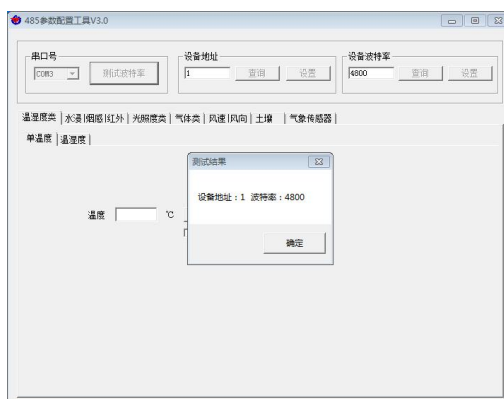 485参数配置工具V3.0
串口号
设备地址
设备波特率
COM3
测试波特率
1
查询
设置
4800
查询
设置
温湿度类 水浸|烟感|红外 光照度类 气体类 风速|风向 土壤 气象传感器
单温度 温湿度
测试结果
设备地址：1 波特率：4800
温度
℃
确定